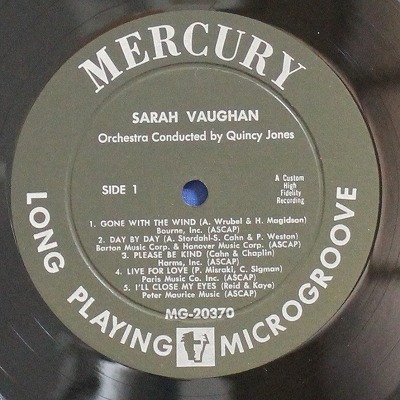 MERCURY
SARAH VAUGHAN
Orchestra Conducted by Quincy Jones
SIDE 1
A Custom
High
Fidelity
Recording
1. GONE WITH THE WIND (A. Wrubel & H. Magidson)
Bourne, Inc. (ASCAP)
2. DAY BY DAY (A. Stordahl-S. Cahn & P. Weston)
Barton Music Corp. & Hanover Music Corp. (ASCAP)
3. PLEASE BE KIND (Cahn & Chaplin)
Harms, Inc. (ASCAP)
4. LIVE FOR LOVE (P. Misraki, C. Sigman)
Paris Music Co. Inc. (ASCAP)
5. I'LL CLOSE MY EYES (Reid & Kaye)
Peter Maurice Music (ASCAP)
MG-20370
LONG PLAYING MICROGROOVE